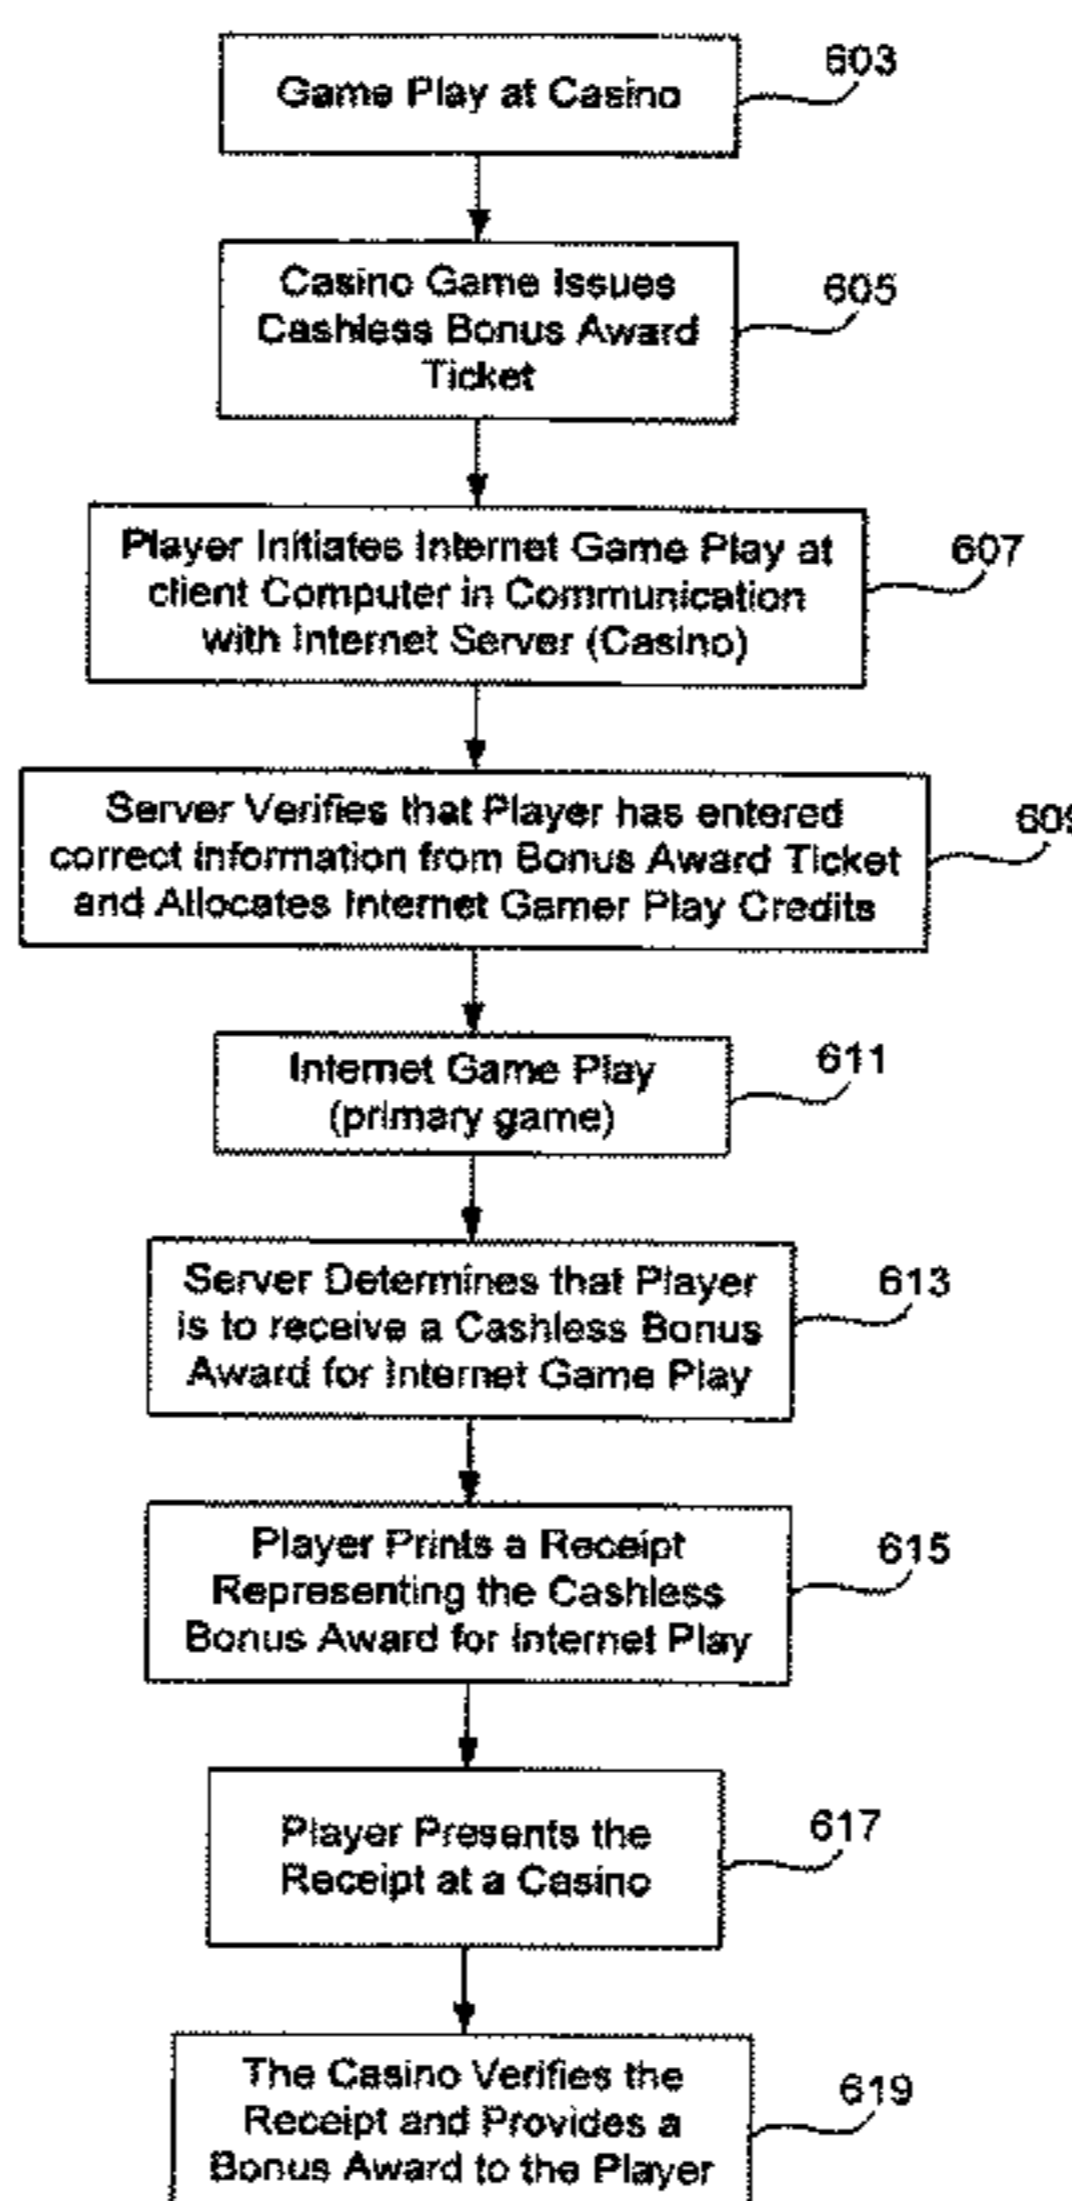 Game Play at Casino
603
Casino Game Issues
Cashless Bonus Award
Ticket
605
Player Initiates Internet Game Play at
client Computer in Communication
with Internet Server (Casino)
607
Server Verifies that Player has entered
correct information from Bonus Award Ticket
and Allocates Internet Gamer Play Credits
609
Internet Game Play
(primary game)
611
Server Determines that Player
is to receive a Cashless Bonus
Award for Internet Game Play
613
Player Prints a Receipt
Representing the Cashless
Bonus Award for Internet Play
615
Player Presents the
Receipt at a Casino
617
The Casino Verifies the
Receipt and Provides a
Bonus Award to the Player
619